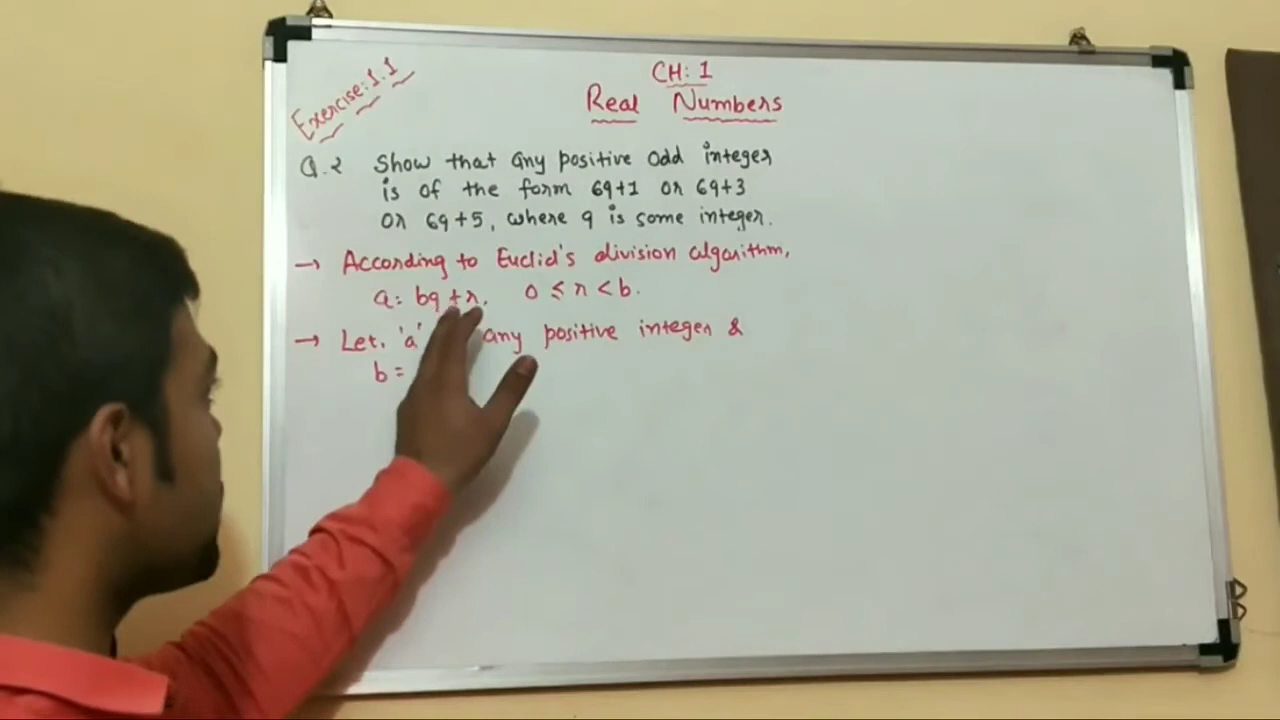 Exercise: 1.1
CH: 1
Real Numbers
Q.2 Show that any positive odd integer
is of the form 6q+1 or 6q+3
or 6q+5, where q is some integer.
→ According to Euclid's division algorithm,
a = bq + r, 0 ≤ r < b.
→ Let, 'a' any positive integer &
b =